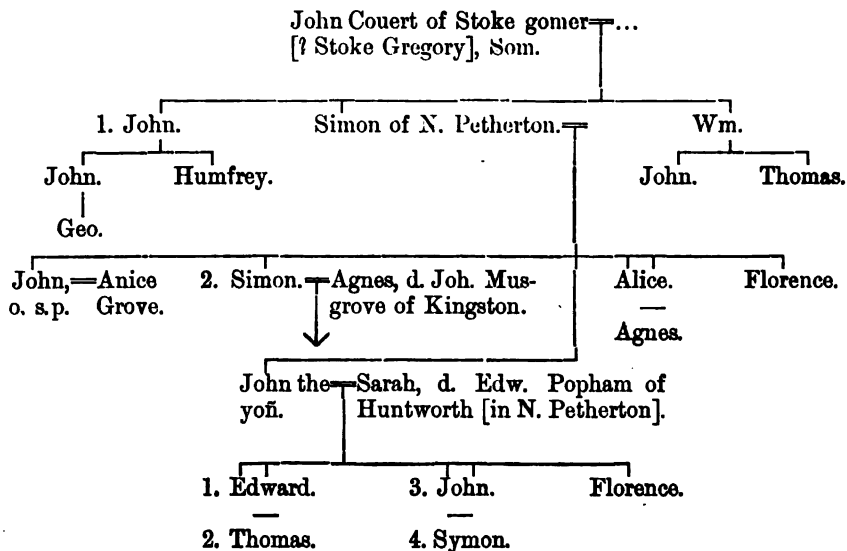 John Couert of Stoke gomer ...
[? Stoke Gregory], Som.
1. John. Simon of N. Petherton. Wm.
John. Humfrey. John. Thomas.
Geo.
John, Anice 2. Simon. Agnes, d. Joh. Mus- Alice. Florence.
o. s. p. Grove. grove of Kingston.
Agnes.
John the Sarah, d. Edw. Popham of
yoñ. Huntworth [in N. Petherton].
1. Edward. 3. John. Florence.
2. Thomas. 4. Symon.